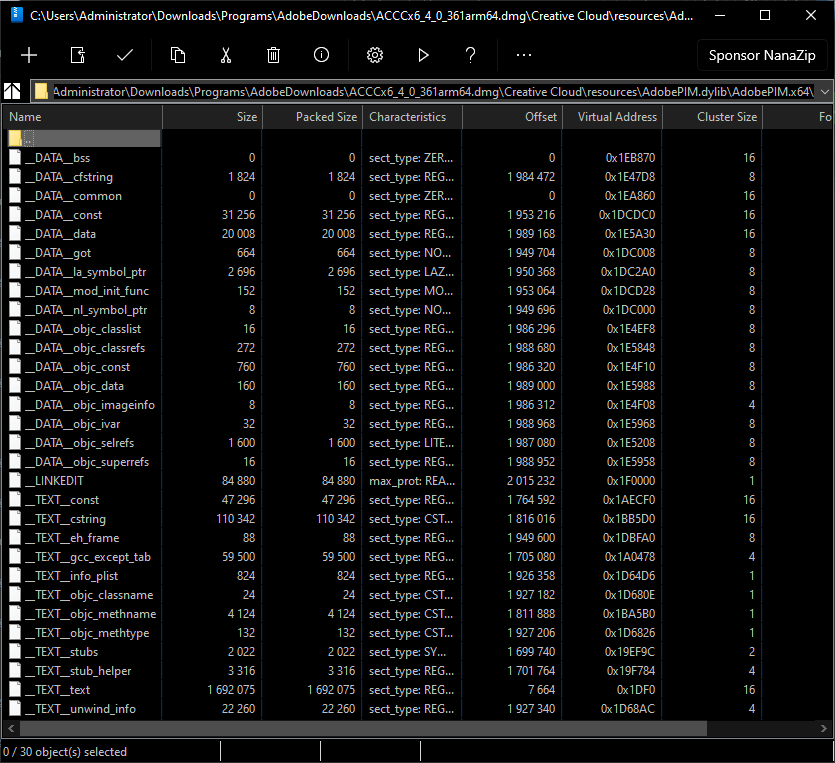 C:\Users\Administrator\Downloads\Programs\AdobeDownloads\ACCCx6_4_0_361arm64.dmg\Creative Cloud\resources\Ad...
Sponsor NanaZip
Administrator\Downloads\Programs\AdobeDownloads\ACCCx6_4_0_361arm64.dmg\Creative Cloud\resources\AdobePIM.dylib\AdobePIM.x64\
Name Size Packed Size Characteristics Offset Virtual Address Cluster Size Fo
..
__DATA__bss 0 0 sect_type: ZER... 0 0x1EB870 16
__DATA__cfstring 1 824 1 824 sect_type: REG... 1 984 472 0x1E47D8 8
__DATA__common 0 0 sect_type: ZER... 0 0x1EA860 16
__DATA__const 31 256 31 256 sect_type: REG... 1 953 216 0x1DCDC0 16
__DATA__data 20 008 20 008 sect_type: REG... 1 989 168 0x1E5A30 16
__DATA__got 664 664 sect_type: NO... 1 949 704 0x1DC008 8
__DATA__la_symbol_ptr 2 696 2 696 sect_type: LAZ... 1 950 368 0x1DC2A0 8
__DATA__mod_init_func 152 152 sect_type: MO... 1 953 064 0x1DCD28 8
__DATA__nl_symbol_ptr 8 8 sect_type: NO... 1 949 696 0x1DC000 8
__DATA__objc_classlist 16 16 sect_type: REG... 1 986 296 0x1E4EF8 8
__DATA__objc_classrefs 272 272 sect_type: REG... 1 988 680 0x1E5848 8
__DATA__objc_const 760 760 sect_type: REG... 1 986 320 0x1E4F10 8
__DATA__objc_data 160 160 sect_type: REG... 1 989 000 0x1E5988 8
__DATA__objc_imageinfo 8 8 sect_type: REG... 1 986 312 0x1E4F08 4
__DATA__objc_ivar 32 32 sect_type: REG... 1 988 968 0x1E5968 8
__DATA__objc_selrefs 1 600 1 600 sect_type: LITE... 1 987 080 0x1E5208 8
__DATA__objc_superrefs 16 16 sect_type: REG... 1 988 952 0x1E5958 8
__LINKEDIT 84 880 84 880 max_prot: REA... 2 015 232 0x1F0000 1
__TEXT__const 47 296 47 296 sect_type: REG... 1 764 592 0x1AECF0 16
__TEXT__cstring 110 342 110 342 sect_type: CST... 1 816 016 0x1BB5D0 16
__TEXT__eh_frame 88 88 sect_type: REG... 1 949 600 0x1DBFA0 8
__TEXT__gcc_except_tab 59 500 59 500 sect_type: REG... 1 705 080 0x1A0478 4
__TEXT__info_plist 824 824 sect_type: REG... 1 926 358 0x1D64D6 1
__TEXT__objc_classname 24 24 sect_type: CST... 1 927 182 0x1D680E 1
__TEXT__objc_methname 4 124 4 124 sect_type: CST... 1 811 888 0x1BA5B0 1
__TEXT__objc_methtype 132 132 sect_type: CST... 1 927 206 0x1D6826 1
__TEXT__stubs 2 022 2 022 sect_type: SY... 1 699 740 0x19EF9C 2
__TEXT__stub_helper 3 316 3 316 sect_type: REG... 1 701 764 0x19F784 4
__TEXT__text 1 692 075 1 692 075 sect_type: REG... 7 664 0x1DF0 16
__TEXT__unwind_info 22 260 22 260 sect_type: REG... 1 927 340 0x1D68AC 4
0 / 30 object(s) selected